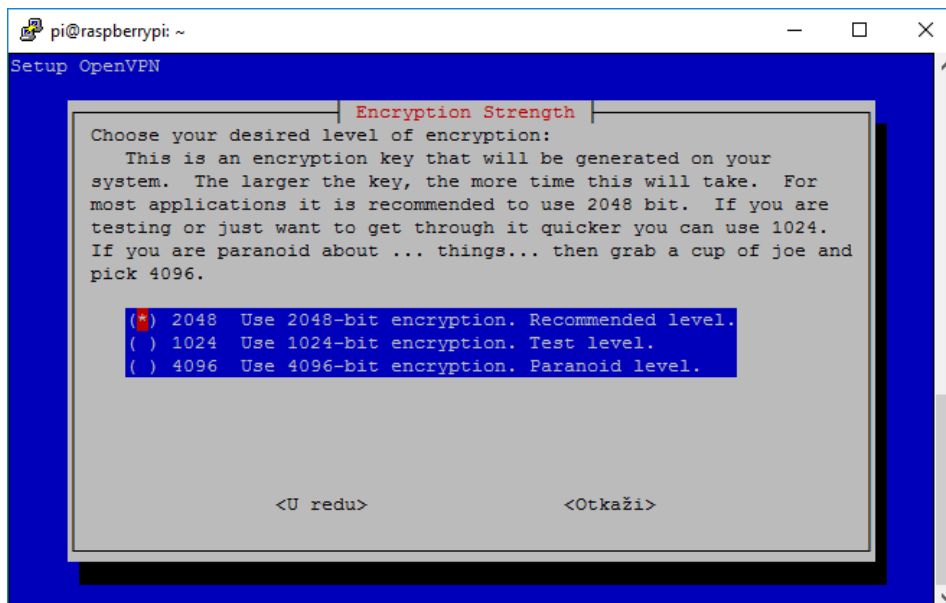 pi@raspberrypi: ~
Setup OpenVPN
Encryption Strength
Choose your desired level of encryption:
This is an encryption key that will be generated on your
system.  The larger the key, the more time this will take.  For
most applications it is recommended to use 2048 bit.  If you are
testing or just want to get through it quicker you can use 1024.
If you are paranoid about ... things... then grab a cup of joe and
pick 4096.
(*) 2048  Use 2048-bit encryption. Recommended level.
( ) 1024  Use 1024-bit encryption. Test level.
( ) 4096  Use 4096-bit encryption. Paranoid level.
<U redu> <Otkaži>